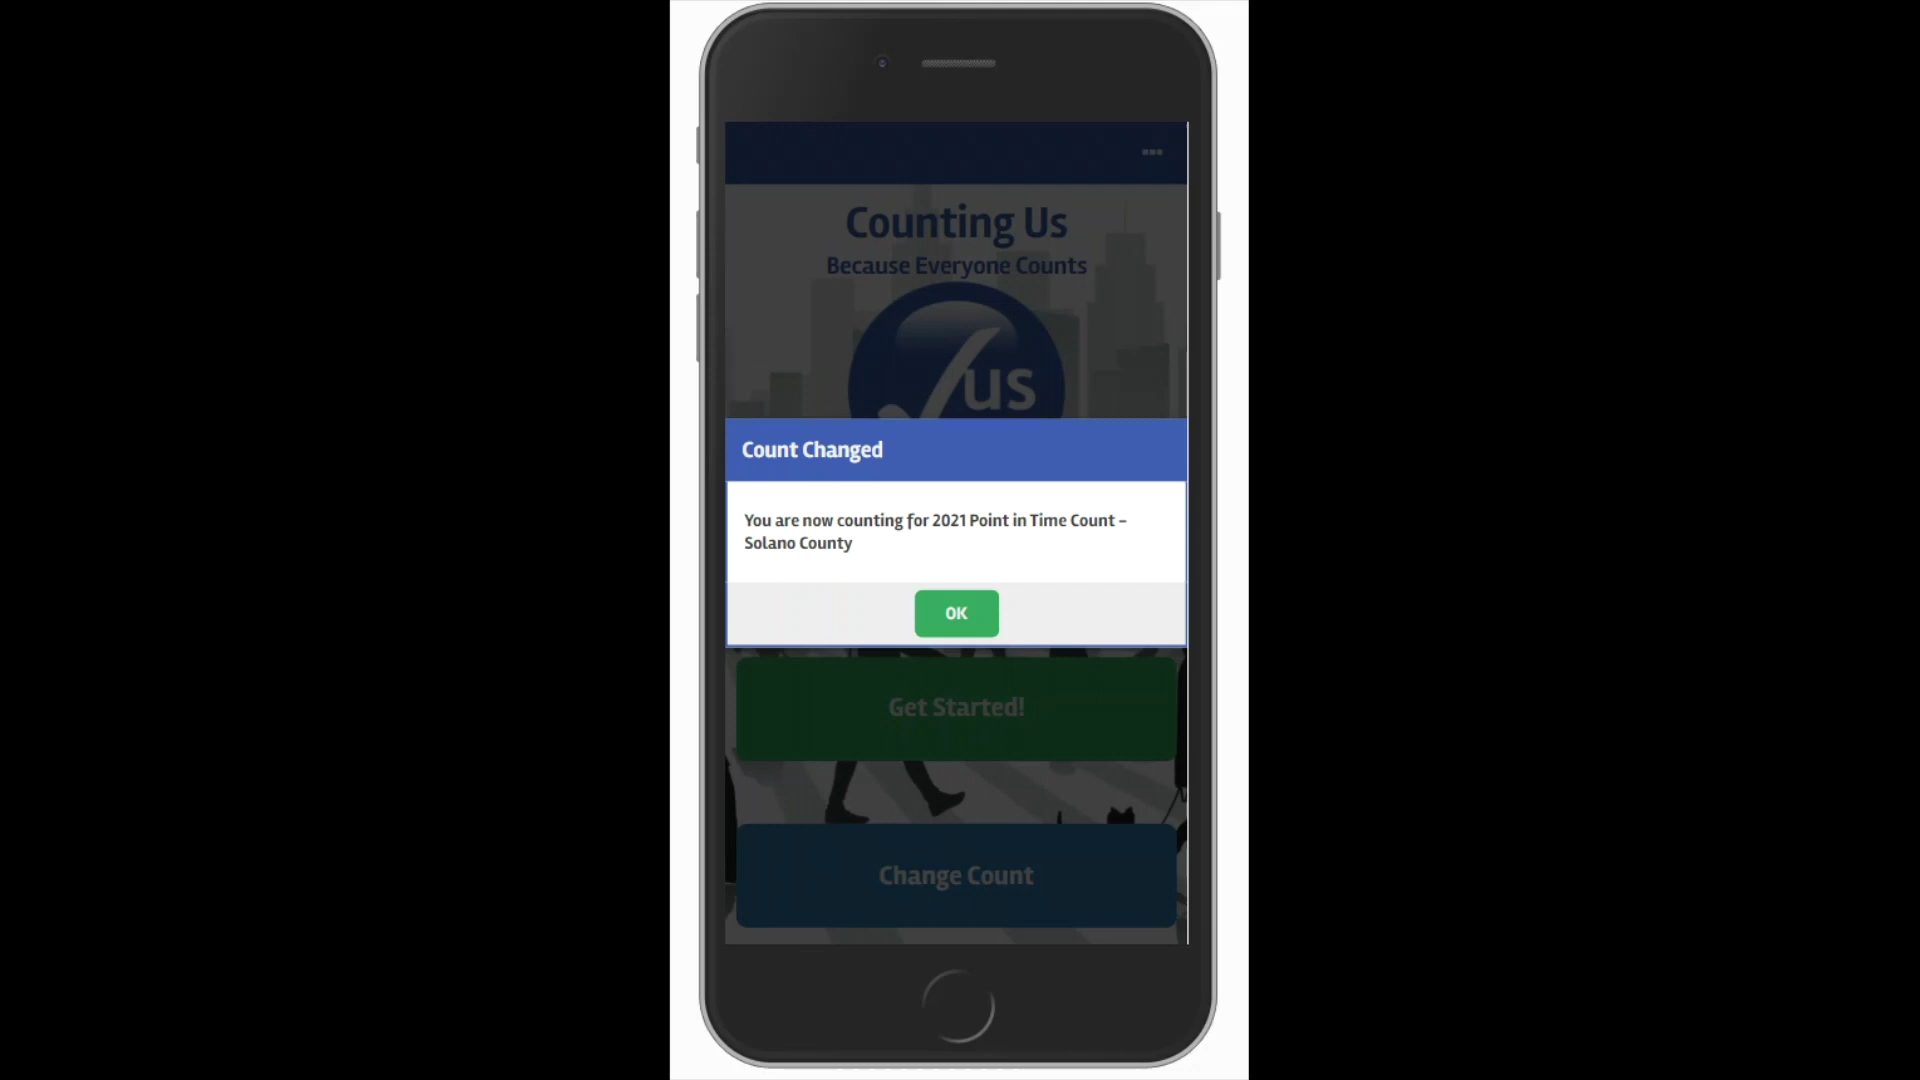 Counting Us
Because Everyone Counts
us
Count Changed
You are now counting for 2021 Point in Time Count -
Solano County
OK
Get Started!
Change Count